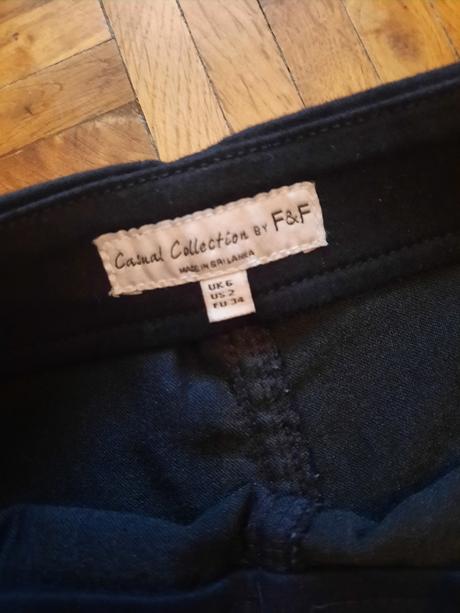 Casual Collection BY F&F
MADE IN SRI LANKA
UK 6
US 2
EU 34